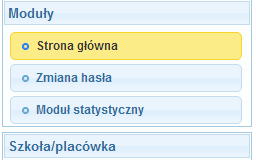 Moduły
Strona główna
Zmiana hasła
Moduł statystyczny
Szkoła/placówka